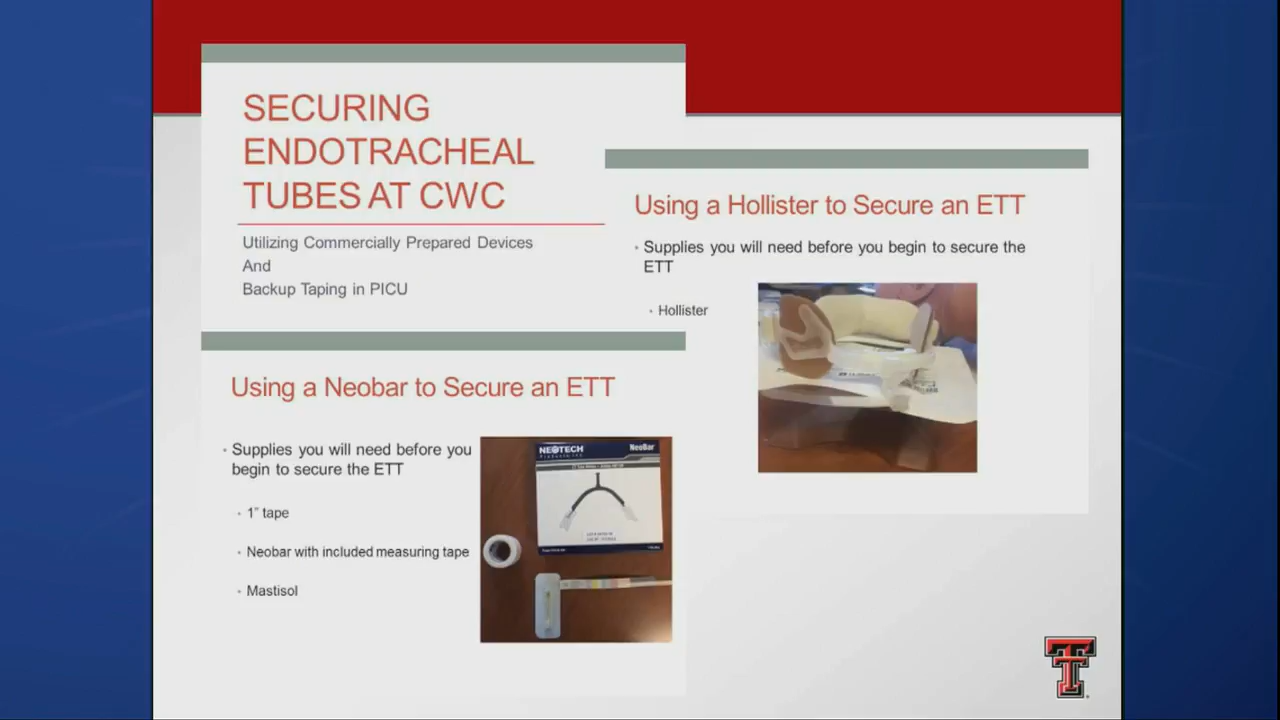 SECURING
ENDOTRACHEAL
TUBES AT CWC
Utilizing Commercially Prepared Devices
And
Backup Taping in PICU
Using a Hollister to Secure an ETT
Supplies you will need before you begin to secure the
ETT
Hollister
Using a Neobar to Secure an ETT
Supplies you will need before you
begin to secure the ETT
1” tape
Neobar with included measuring tape
Mastisol
NEOTECH
NeoBar